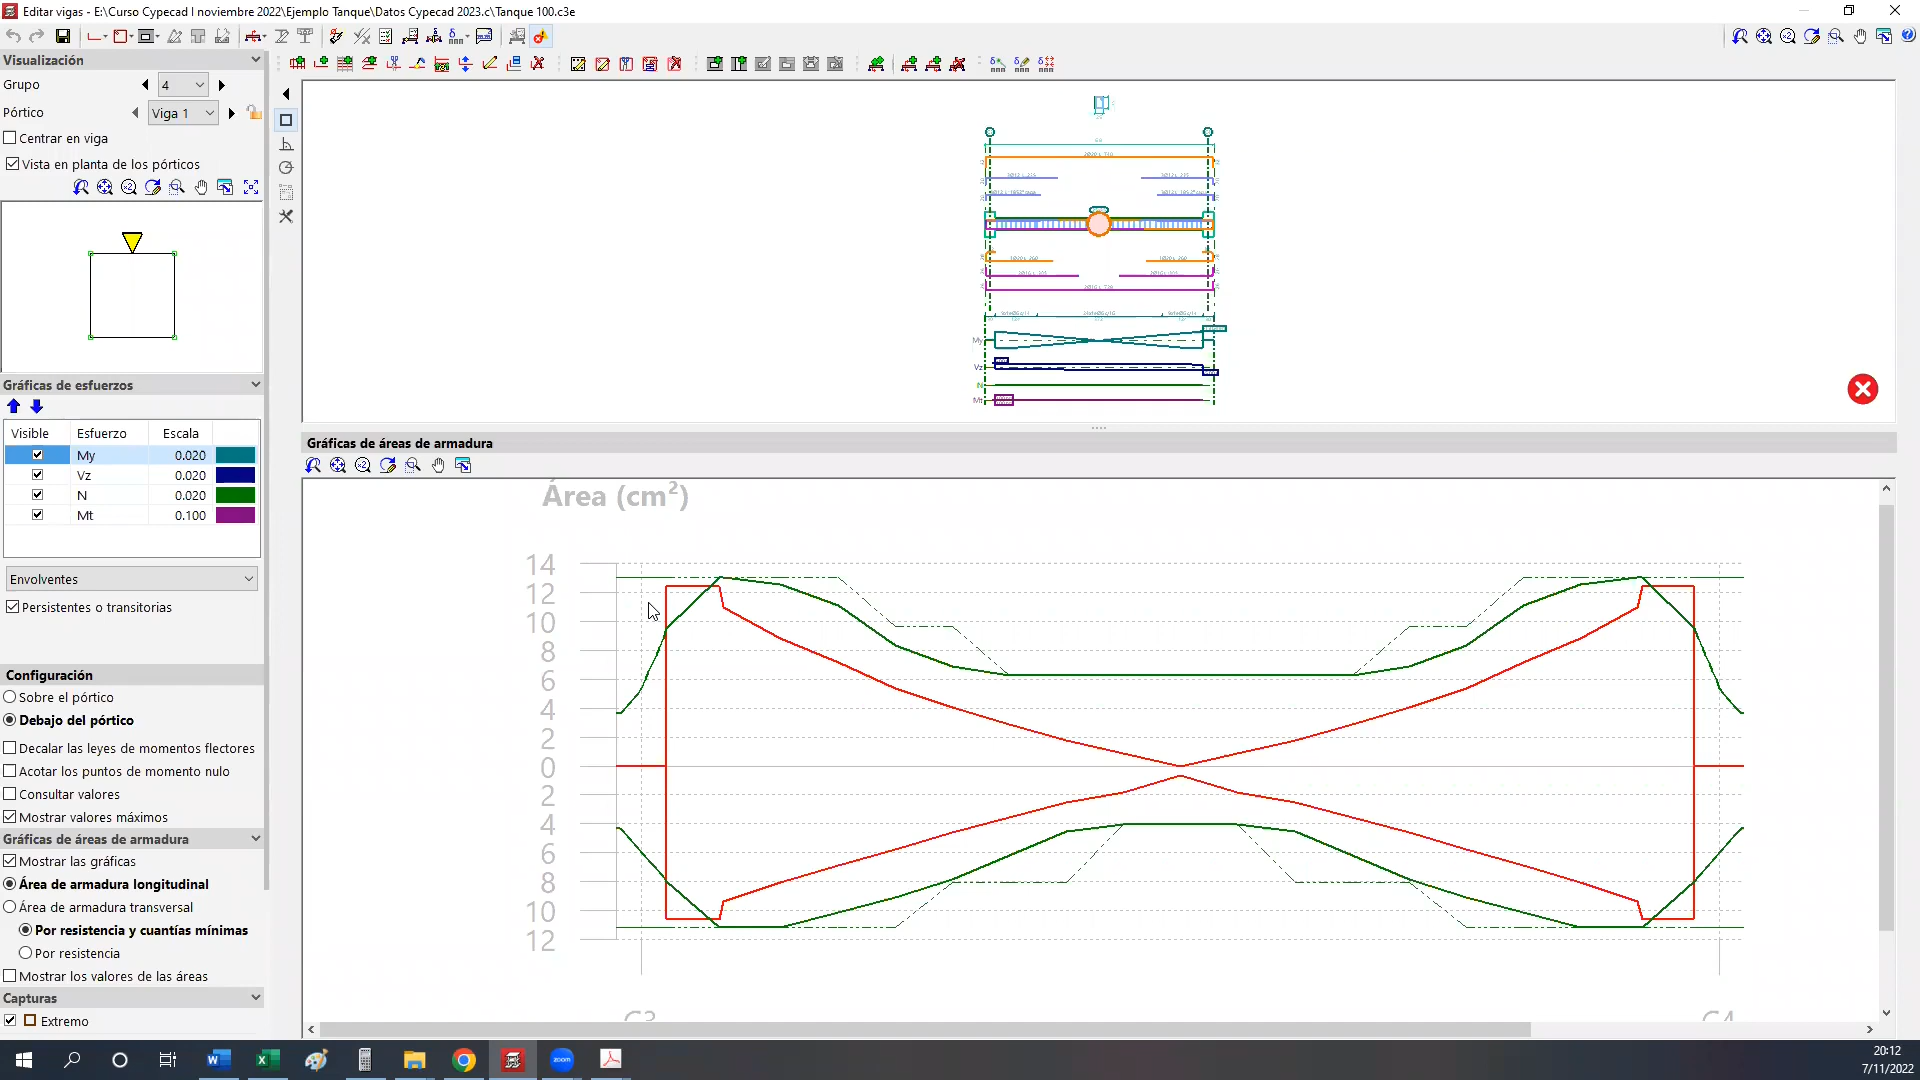 Editar vigas - E:\Curso Cypecad I noviembre 2022\Ejemplo Tanque\Datos Cypecad 2023.c\Tanque 100.c3e
Visualización
Grupo
4
Pórtico
Viga 1
Centrar en viga
Vista en planta de los pórticos
Gráficas de esfuerzos
Visible Esfuerzo Escala
My 0.020
Vz 0.020
N 0.020
Mt 0.100
Envolventes
Persistentes o transitorias
Configuración
Sobre el pórtico
Debajo del pórtico
Decalar las leyes de momentos flectores
Acotar los puntos de momento nulo
Consultar valores
Mostrar valores máximos
Gráficas de áreas de armadura
Mostrar las gráficas
Área de armadura longitudinal
Área de armadura transversal
Por resistencia y cuantías mínimas
Por resistencia
Mostrar los valores de las áreas
Capturas
Extremo
My
Vz
N
Mt
Gráficas de áreas de armadura
Área (cm²)
14
12
10
8
6
4
2
0
2
4
6
8
10
12
C3
C4
20:12
7/11/2022